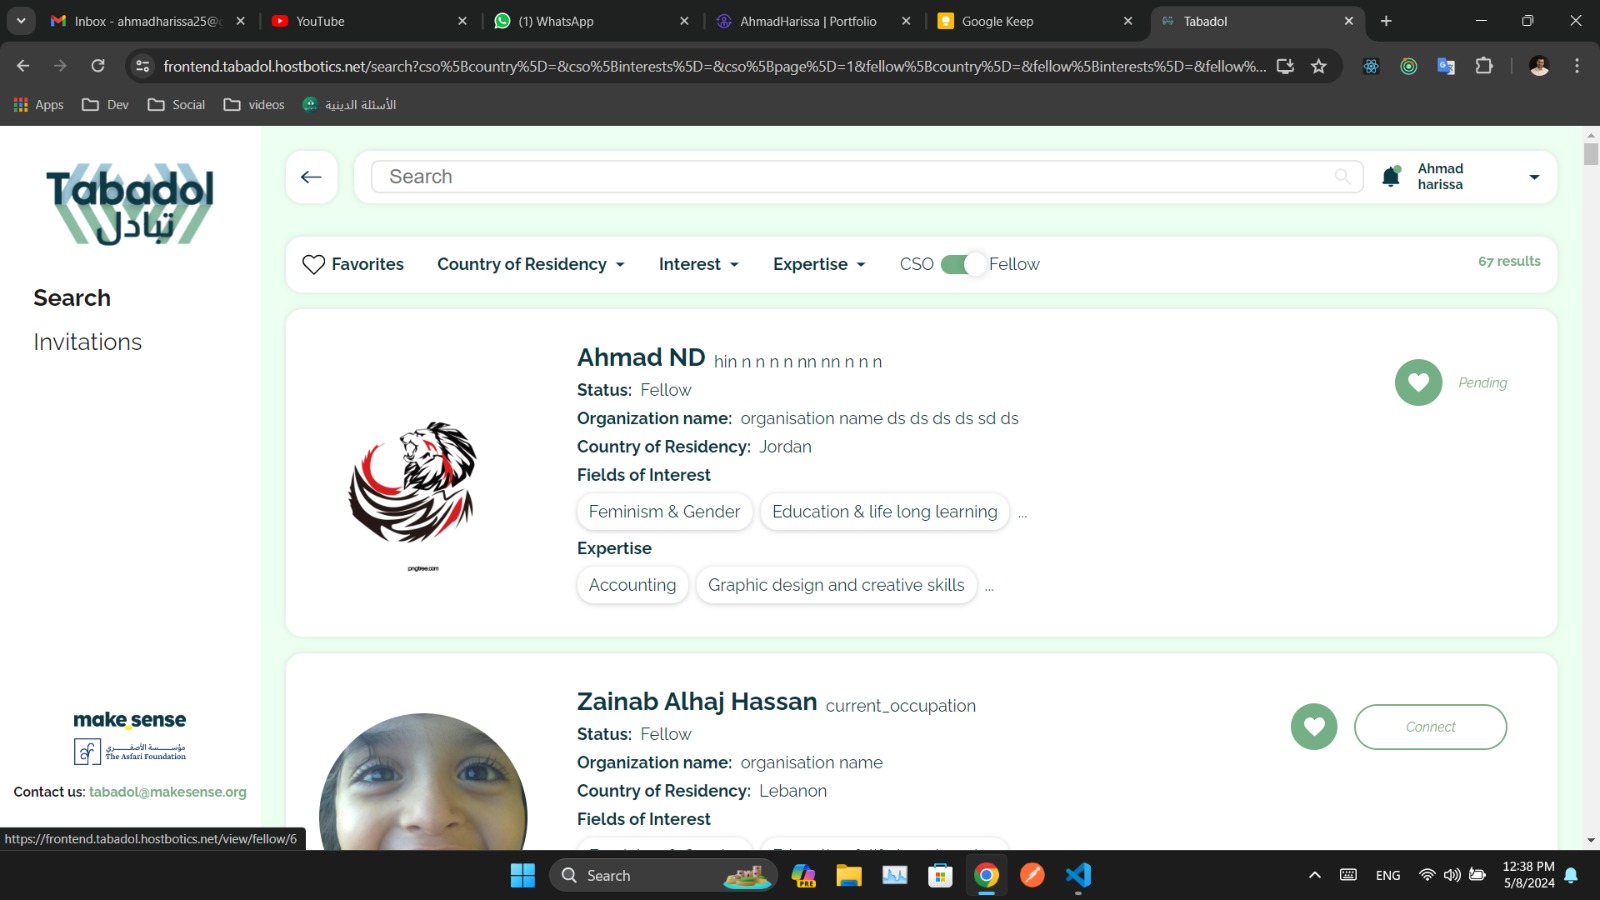 Inbox - ahmadharissa25@g
YouTube
(1) WhatsApp
AhmadHarissa | Portfolio
Google Keep
Tabadol
frontend.tabadol.hostbotics.net/search?cso%5Bcountry%5D=&cso%5Binterests%5D=&cso%5Bpage%5D=1&fellow%5Bcountry%5D=&fellow%5Binterests%5D=&fellow%...
Apps
Dev
Social
videos
الأسئلة الدينية
Tabadol
تبادل
Search
Ahmad
harissa
Favorites
Country of Residency
Interest
Expertise
CSO
Fellow
67 results
Search
Invitations
Ahmad ND hin n n n n nn nn n n n
Status: Fellow
Organization name: organisation name ds ds ds ds sd ds
Country of Residency: Jordan
Fields of Interest
Feminism & Gender
Education & life long learning
...
Expertise
Accounting
Graphic design and creative skills
...
Pending
pngtree.com
Zainab Alhaj Hassan current_occupation
Status: Fellow
Organization name: organisation name
Country of Residency: Lebanon
Fields of Interest
Connect
make_sense
مؤسسة الأصفري
The Asfari Foundation
Contact us: tabadol@makesense.org
https://frontend.tabadol.hostbotics.net/view/fellow/6
Search
PRE
ENG
12:38 PM
5/8/2024